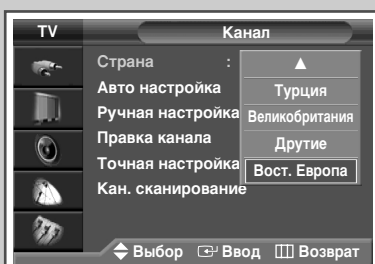 TV Канал
Страна : ▲
Авто настройка Турция
Ручная настройка Великобритания
Правка канала Друтие
Точная настройка Вост. Европа
Кан. сканирование
Выбор Ввод Возврат